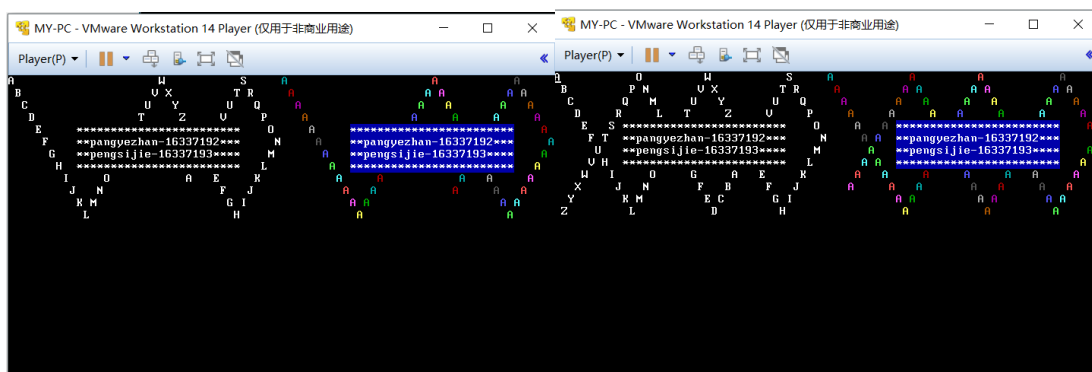 MY-PC - VMware Workstation 14 Player (仅用于非商业用途)
Player(P)
A W S A A A
B V X T R A A A A A
C U Y U Q A A A A A
D T Z V P A A A A A
E ************************ O A ************************ A
F **pangyezhan-16337192**** N A **pangyezhan-16337192**** A
G **pengsijie-16337193**** M A **pengsijie-16337193**** A
H ************************ L A ************************ A
I O A E K A A A A A
J N F J A A A A A
K M G I A A A A
L H A A
MY-PC - VMware Workstation 14 Player (仅用于非商业用途)
Player(P)
O W S A A A A
B P N V X T R A A A A A A A
C Q M U Y U Q A A A A A A A
D R L T Z V P A A A A A A A
E S ************************ O A A ************************ A
F T **pangyezhan-16337192**** N A A **pangyezhan-16337192**** A
U **pengsijie-16337193**** M A A **pengsijie-16337193**** A
V H ************************ L A A ************************ A
W I O G A E K A A A A A A A
X J N F B F J A A A A A A A
Y K M E C G I A A A A A A
Z L D H A A A